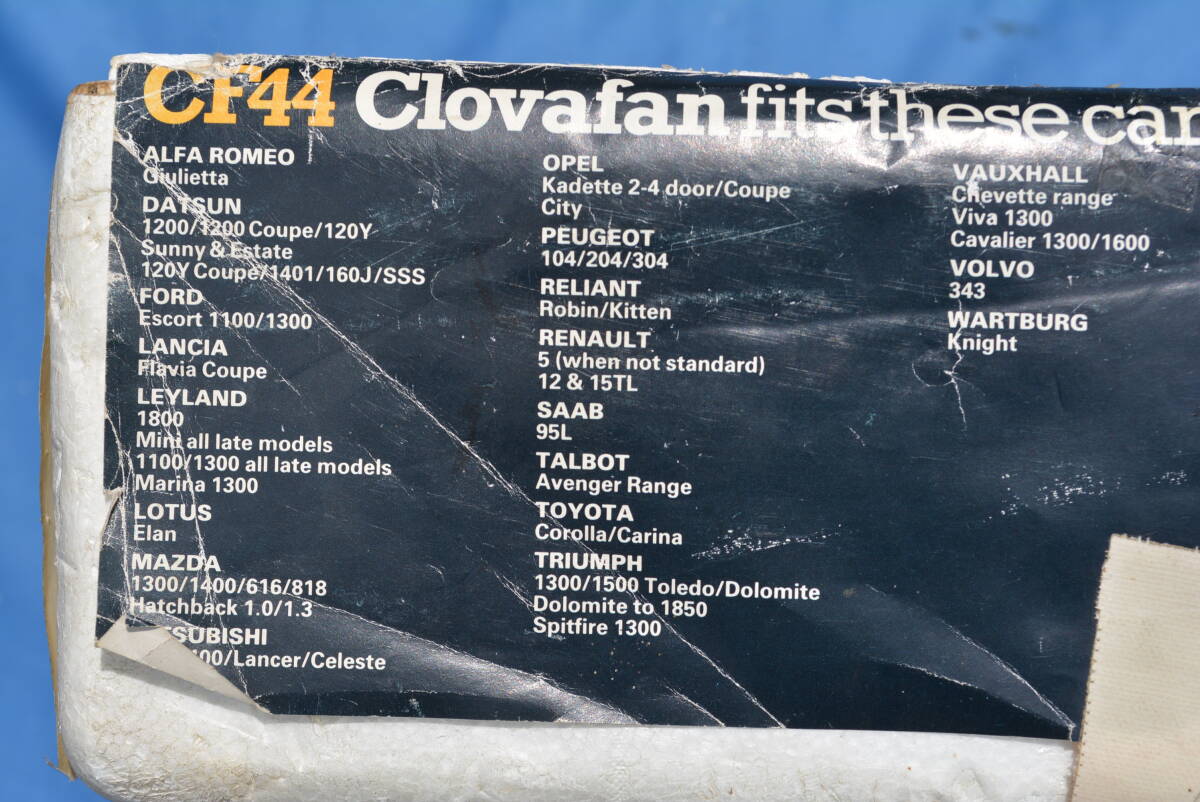 CF44 Clovafan fits these car
ALFA ROMEO
Giulietta
DATSUN
1200/1200 Coupe/120Y
Sunny & Estate
120Y Coupe/1401/160J/SSS
FORD
Escort 1100/1300
LANCIA
Flavia Coupe
LEYLAND
1800
Mini all late models
1100/1300 all late models
Marina 1300
LOTUS
Elan
MAZDA
1300/1400/616/818
Hatchback 1.0/1.3
TSUBISHI
00/Lancer/Celeste
OPEL
Kadette 2-4 door/Coupe
City
PEUGEOT
104/204/304
RELIANT
Robin/Kitten
RENAULT
5 (when not standard)
12 & 15TL
SAAB
95L
TALBOT
Avenger Range
TOYOTA
Corolla/Carina
TRIUMPH
1300/1500 Toledo/Dolomite
Dolomite to 1850
Spitfire 1300
VAUXHALL
Chevette range
Viva 1300
Cavalier 1300/1600
VOLVO
343
WARTBURG
Knight